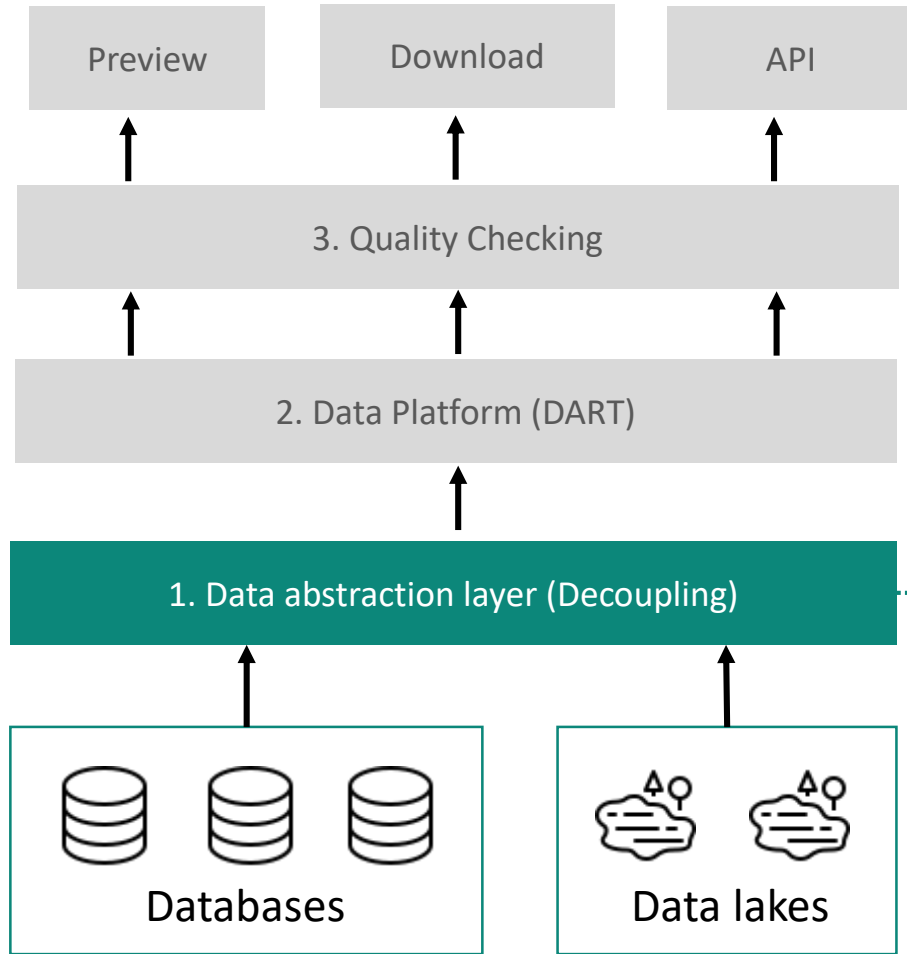 Preview
Download
API
3. Quality Checking
2. Data Platform (DART)
1. Data abstraction layer (Decoupling)
Databases
Data lakes